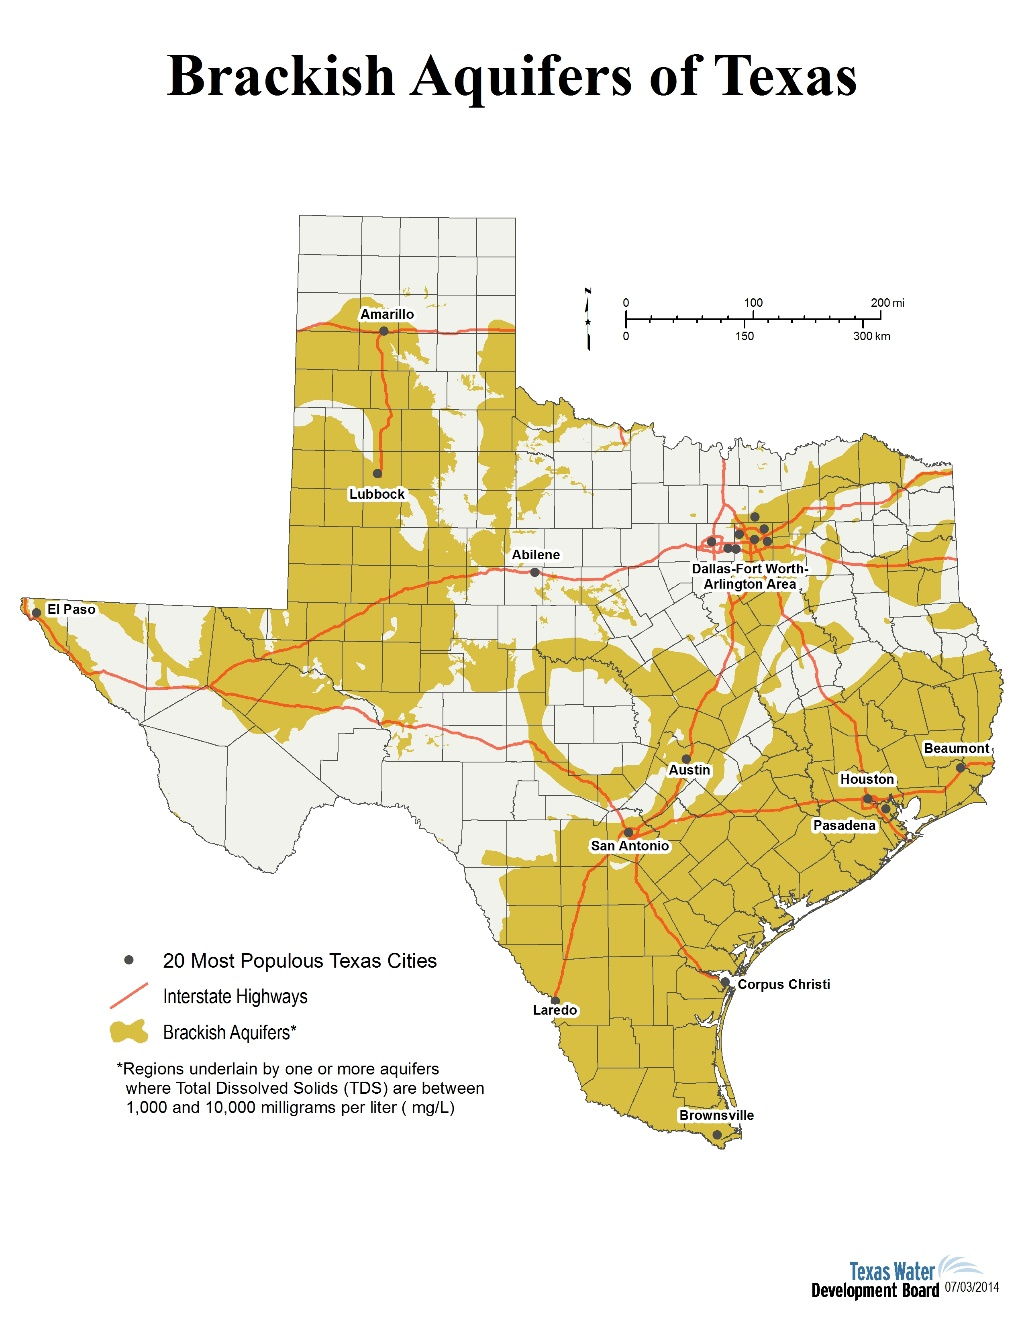 Brackish Aquifers of Texas
N
0 100 200 mi
0 150 300 km
Amarillo
Lubbock
Abilene
Dallas-Fort Worth-
Arlington Area
El Paso
Beaumont
Austin
Houston
Pasadena
San Antonio
Corpus Christi
Laredo
Brownsville
20 Most Populous Texas Cities
Interstate Highways
Brackish Aquifers*
*Regions underlain by one or more aquifers
where Total Dissolved Solids (TDS) are between
1,000 and 10,000 milligrams per liter ( mg/L)
Texas Water
Development Board 07/03/2014